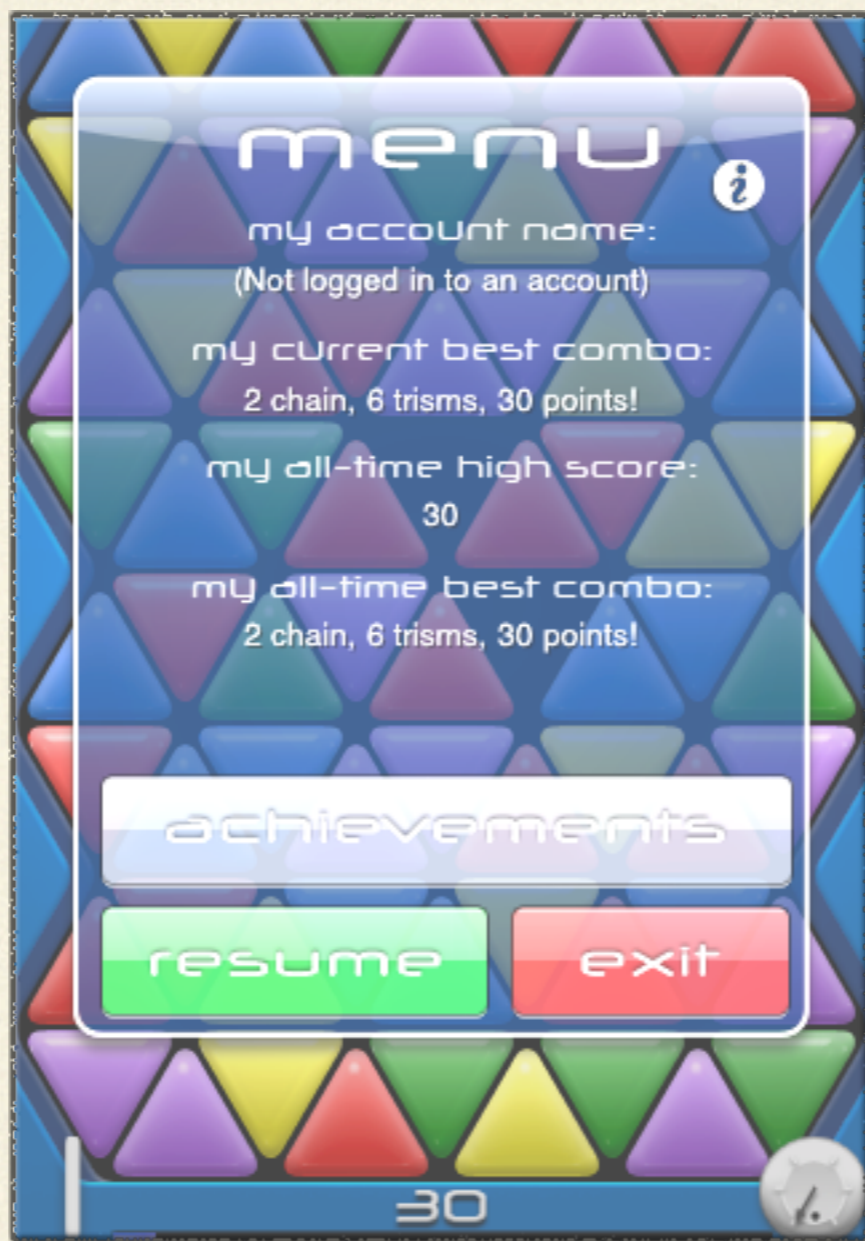 menu
my account name:
(Not logged in to an account)
my current best combo:
2 chain, 6 trisms, 30 points!
my all-time high score:
30
my all-time best combo:
2 chain, 6 trisms, 30 points!
achievements
resume exit
30